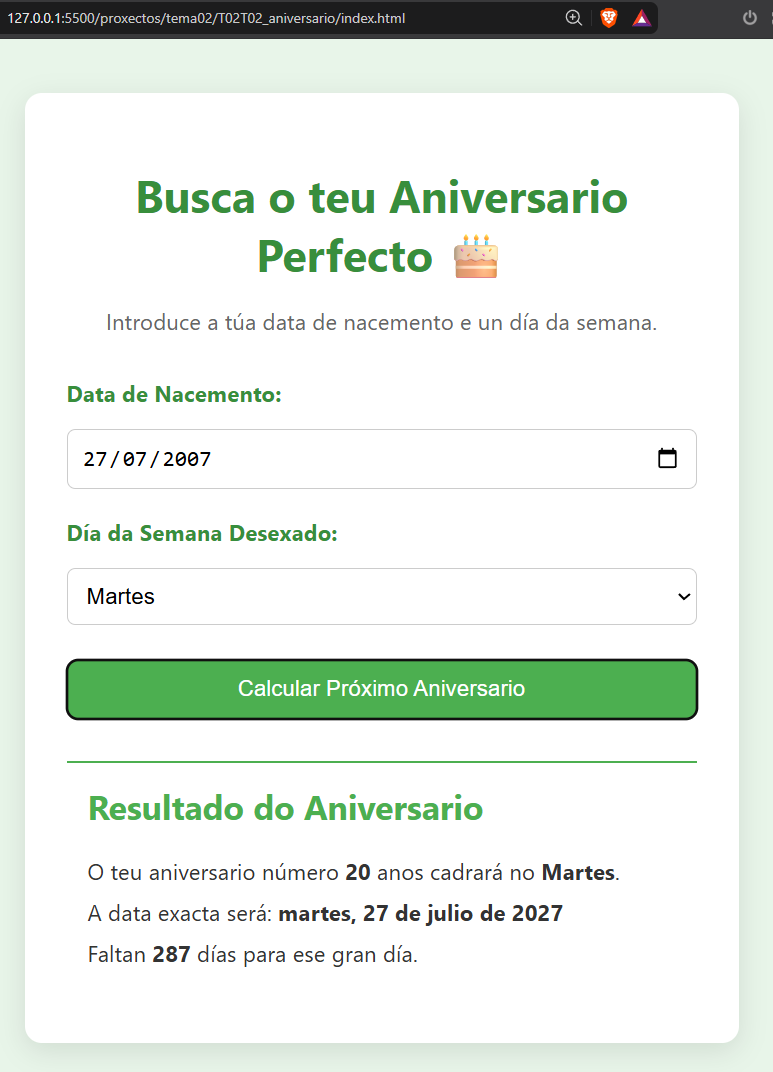 127.0.0.1:5500/proxectos/tema02/T02T02_aniversario/index.html
Busca o teu Aniversario
Perfecto 🎂
Introduce a túa data de nacemento e un día da semana.
Data de Nacemento:
27/07/2007
Día da Semana Desexado:
Martes
Calcular Próximo Aniversario
Resultado do Aniversario
O teu aniversario número 20 anos cadrará no Martes.
A data exacta será: martes, 27 de julio de 2027
Faltan 287 días para ese gran día.